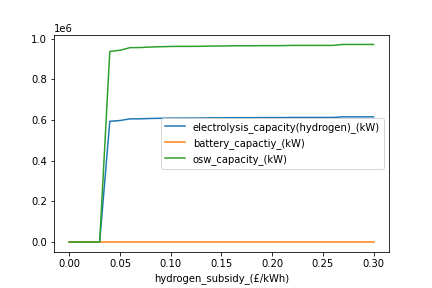 1e6
1.0
0.8
0.6
0.4
0.2
0.0
electrolysis_capacity(hydrogen)_(kW)
battery_capactiy_(kW)
osw_capacity_(kW)
0.00 0.05 0.10 0.15 0.20 0.25 0.30
hydrogen_subsidy_(£/kWh)